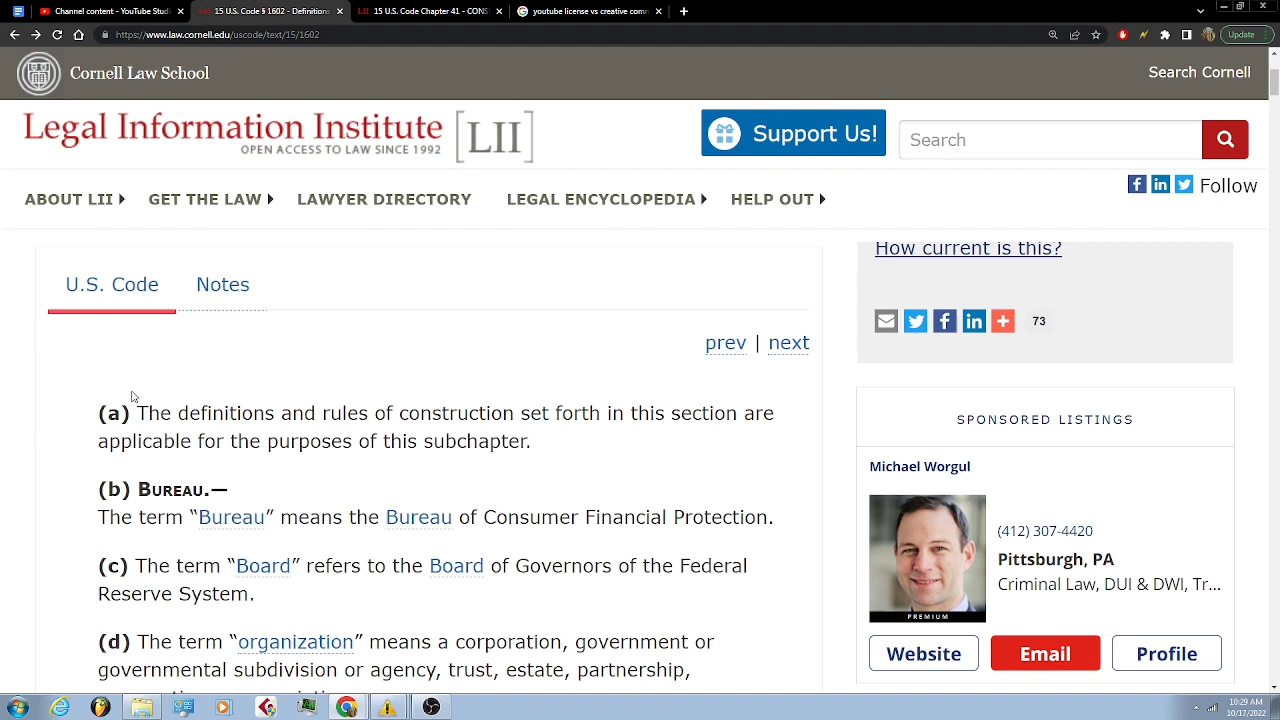 Channel content - YouTube Studi
15 U.S. Code § 1602 - Definitions
LII 15 U.S. Code Chapter 41 - CONS
youtube license vs creative comm
https://www.law.cornell.edu/uscode/text/15/1602
Update
Cornell Law School
Search Cornell
Legal Information Institute [LII]
OPEN ACCESS TO LAW SINCE 1992
Support Us!
Search
Follow
ABOUT LII
GET THE LAW
LAWYER DIRECTORY
LEGAL ENCYCLOPEDIA
HELP OUT
How current is this?
U.S. Code
Notes
73
prev | next
(a) The definitions and rules of construction set forth in this section are
applicable for the purposes of this subchapter.
(b) BUREAU.—
The term “Bureau” means the Bureau of Consumer Financial Protection.
(c) The term “Board” refers to the Board of Governors of the Federal
Reserve System.
(d) The term “organization” means a corporation, government or
governmental subdivision or agency, trust, estate, partnership,
SPONSORED LISTINGS
Michael Worgul
(412) 307-4420
Pittsburgh, PA
Criminal Law, DUI & DWI, Tr...
PREMIUM
Website
Email
Profile
10:29 AM
10/17/2022